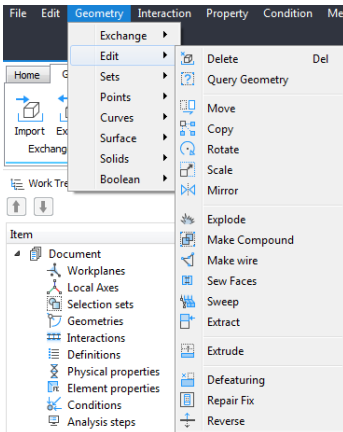 File Edit Geometry Interaction Property Condition Me
Exchange
Edit
Sets
Points
Curves
Surface
Solids
Boolean
Delete Del
Query Geometry
Move
Copy
Rotate
Scale
Mirror
Explode
Make Compound
Make wire
Sew Faces
Sweep
Extract
Extrude
Defeaturing
Repair Fix
Reverse
Home G
Import Ex
Exchang
Work Tre
Item
Document
Workplanes
Local Axes
Selection sets
Geometries
Interactions
Definitions
Physical properties
Element properties
Conditions
Analysis steps